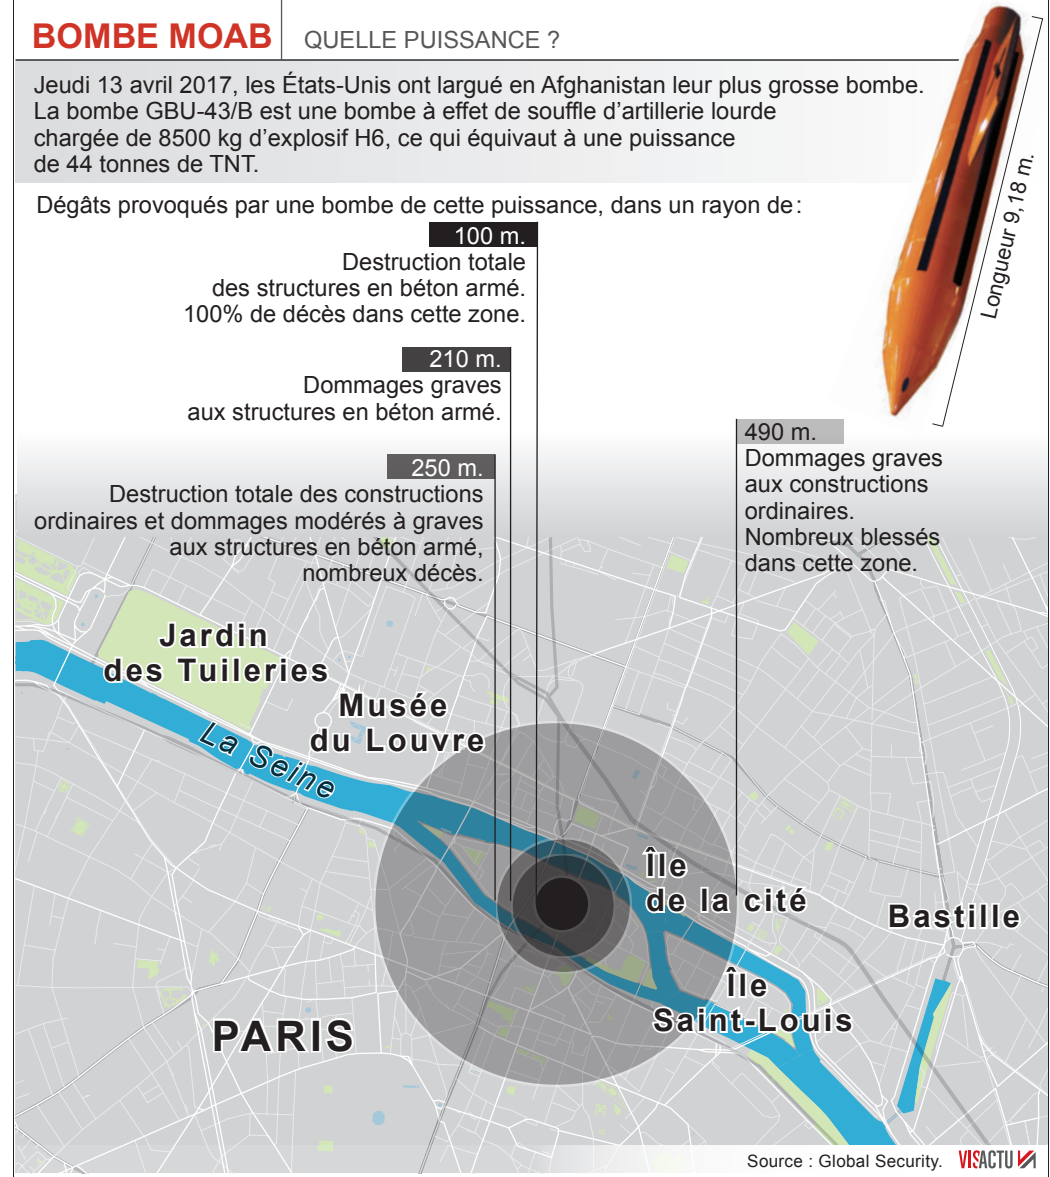 BOMBE MOAB
QUELLE PUISSANCE ?
Jeudi 13 avril 2017, les États-Unis ont largué en Afghanistan leur plus grosse bombe.
La bombe GBU-43/B est une bombe à effet de souffle d'artillerie lourde
chargée de 8500 kg d'explosif H6, ce qui équivaut à une puissance
de 44 tonnes de TNT.
Longueur 9,18 m.
Dégâts provoqués par une bombe de cette puissance, dans un rayon de :
100 m.
Destruction totale
des structures en béton armé.
100% de décès dans cette zone.
210 m.
Dommages graves
aux structures en béton armé.
250 m.
Destruction totale des constructions
ordinaires et dommages modérés à graves
aux structures en béton armé,
nombreux décès.
490 m.
Dommages graves
aux constructions
ordinaires.
Nombreux blessés
dans cette zone.
Jardin
des Tuileries
Musée
du Louvre
La Seine
Île
de la cité
Bastille
Île
Saint-Louis
PARIS
Source : Global Security.
VISACTU